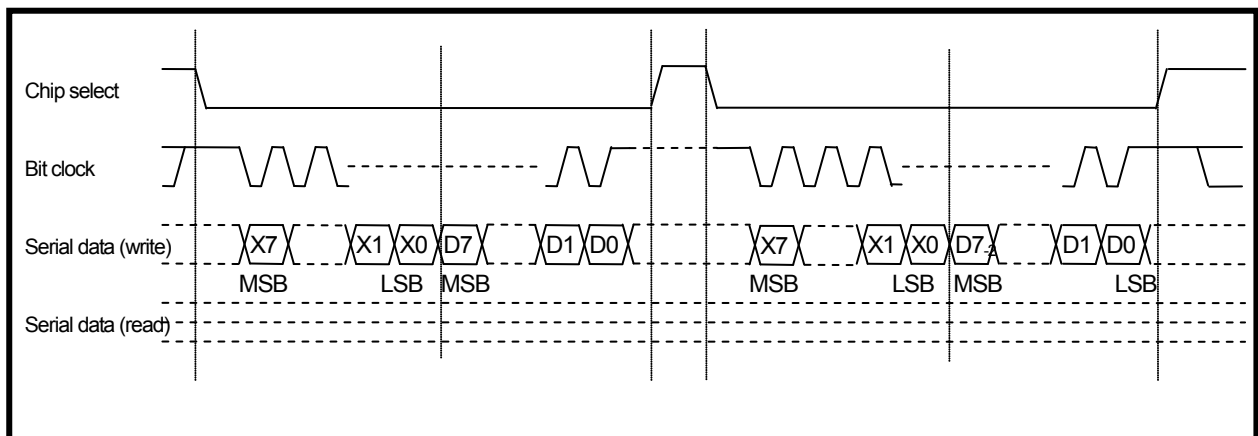 Chip select
Bit clock
Serial data (write) X7 X1 X0 D7 D1 D0 X7 X1 X0 D7-2 D1 D0
MSB LSB MSB MSB LSB MSB LSB
Serial data (read)